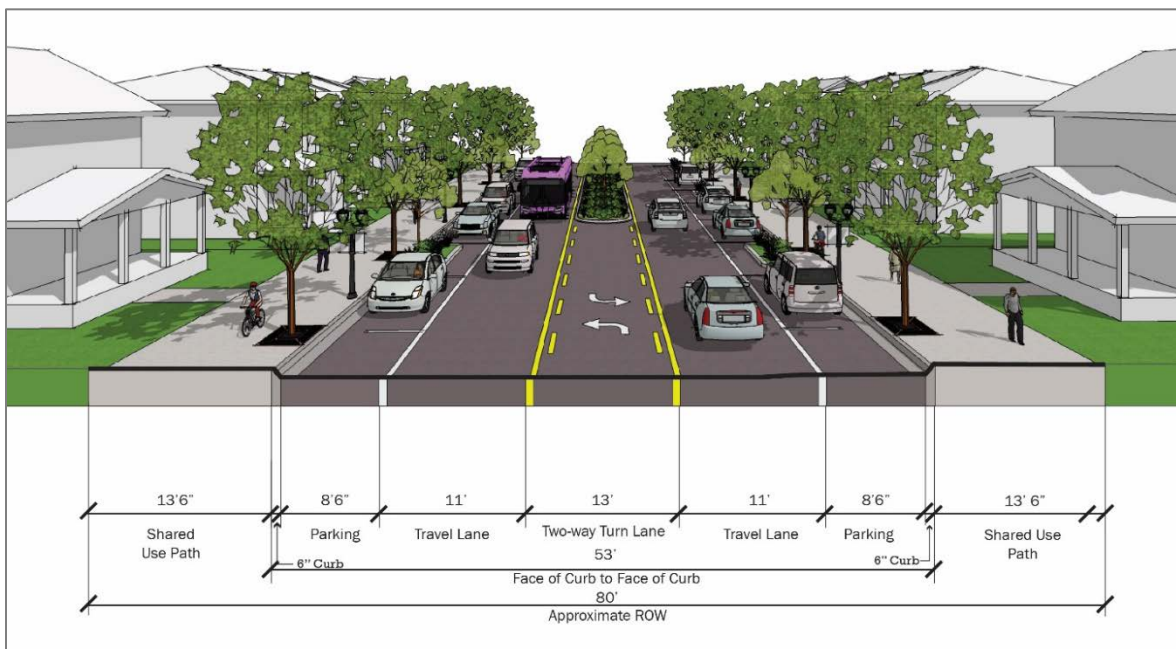 13'6"
8'6"
11'
13'
11'
8'6"
13' 6"
Shared
Use Path
Parking
Travel Lane
Two-way Turn Lane
Travel Lane
Parking
Shared Use
Path
6" Curb
53'
6" Curb
Face of Curb to Face of Curb
80'
Approximate ROW